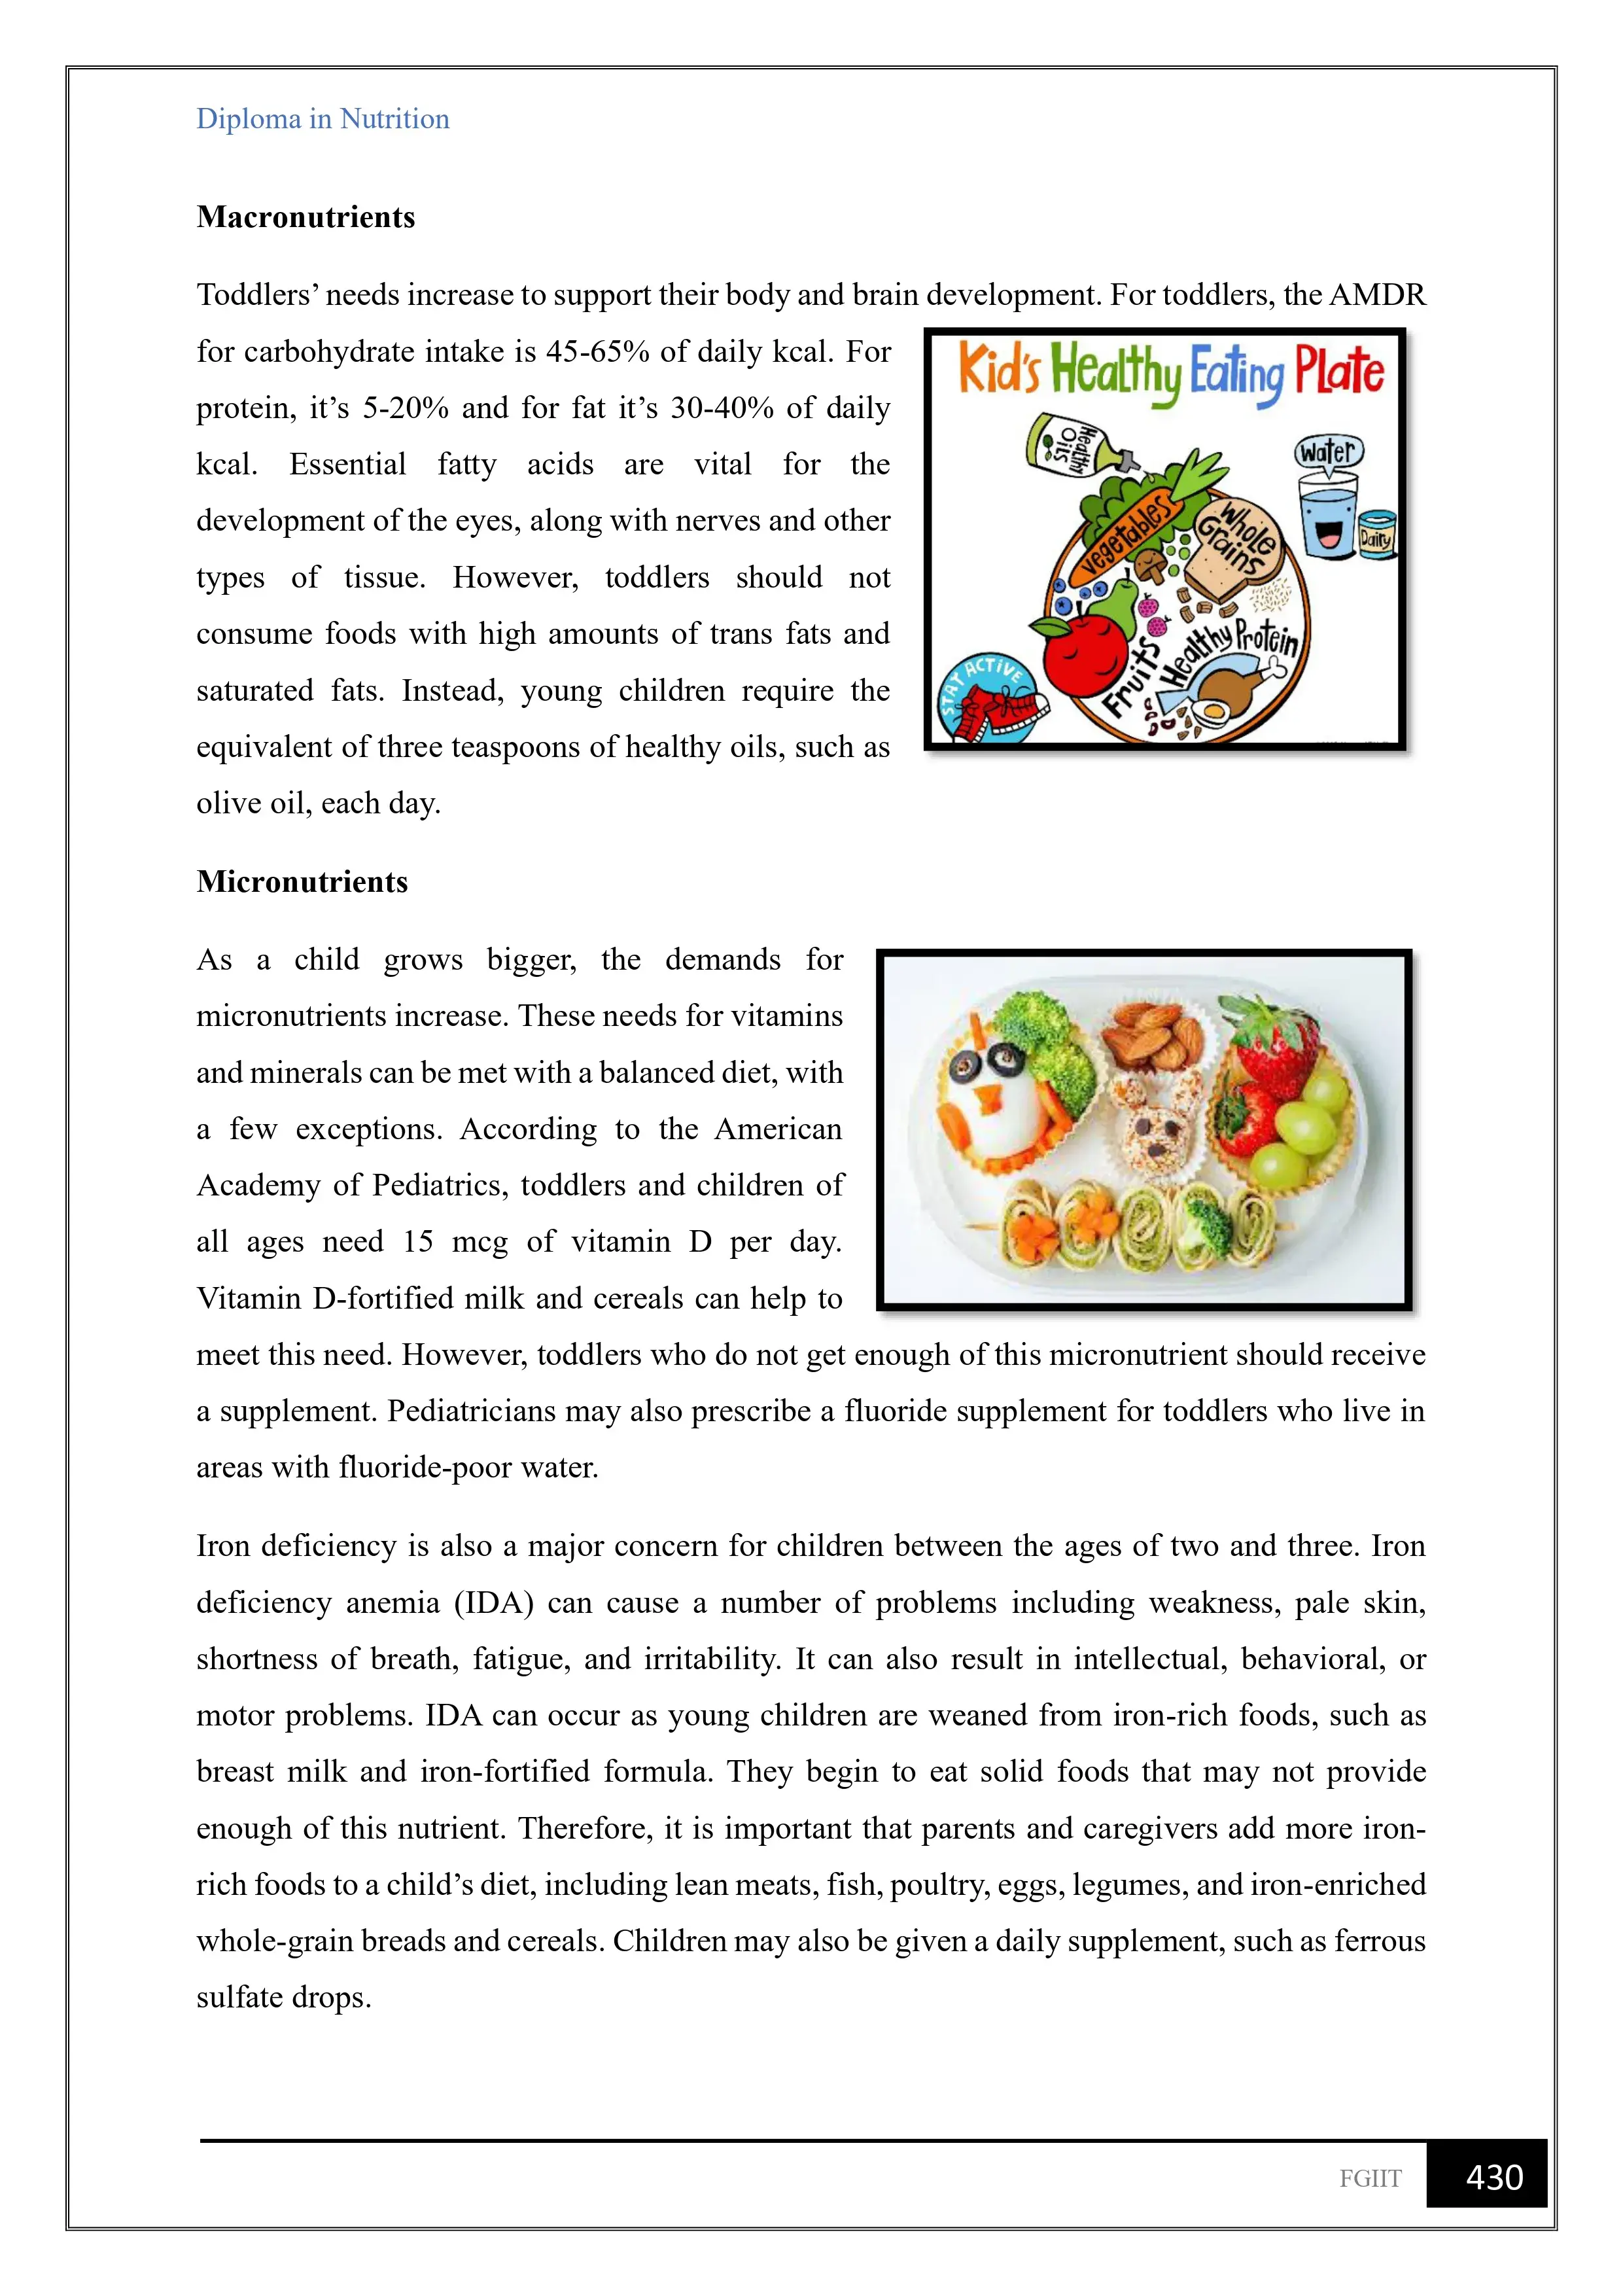 Diploma in Nutrition
Macronutrients
Toddlers’ needs increase to support their body and brain development. For toddlers, the AMDR
for carbohydrate intake is 45-65% of daily kcal. For
protein, it’s 5-20% and for fat it’s 30-40% of daily
kcal. Essential fatty acids are vital for the
development of the eyes, along with nerves and other
types of tissue. However, toddlers should not
consume foods with high amounts of trans fats and
saturated fats. Instead, young children require the
equivalent of three teaspoons of healthy oils, such as
olive oil, each day.
Kid's Healthy Eating Plate
Healthy
Oils
Water
Dairy
Vegetables
Whole
Grains
Fruits
Healthy Protein
STAY ACTIVE
Micronutrients
As a child grows bigger, the demands for
micronutrients increase. These needs for vitamins
and minerals can be met with a balanced diet, with
a few exceptions. According to the American
Academy of Pediatrics, toddlers and children of
all ages need 15 mcg of vitamin D per day.
Vitamin D-fortified milk and cereals can help to
meet this need. However, toddlers who do not get enough of this micronutrient should receive
a supplement. Pediatricians may also prescribe a fluoride supplement for toddlers who live in
areas with fluoride-poor water.
Iron deficiency is also a major concern for children between the ages of two and three. Iron
deficiency anemia (IDA) can cause a number of problems including weakness, pale skin,
shortness of breath, fatigue, and irritability. It can also result in intellectual, behavioral, or
motor problems. IDA can occur as young children are weaned from iron-rich foods, such as
breast milk and iron-fortified formula. They begin to eat solid foods that may not provide
enough of this nutrient. Therefore, it is important that parents and caregivers add more iron-
rich foods to a child’s diet, including lean meats, fish, poultry, eggs, legumes, and iron-enriched
whole-grain breads and cereals. Children may also be given a daily supplement, such as ferrous
sulfate drops.
FGIIT
430